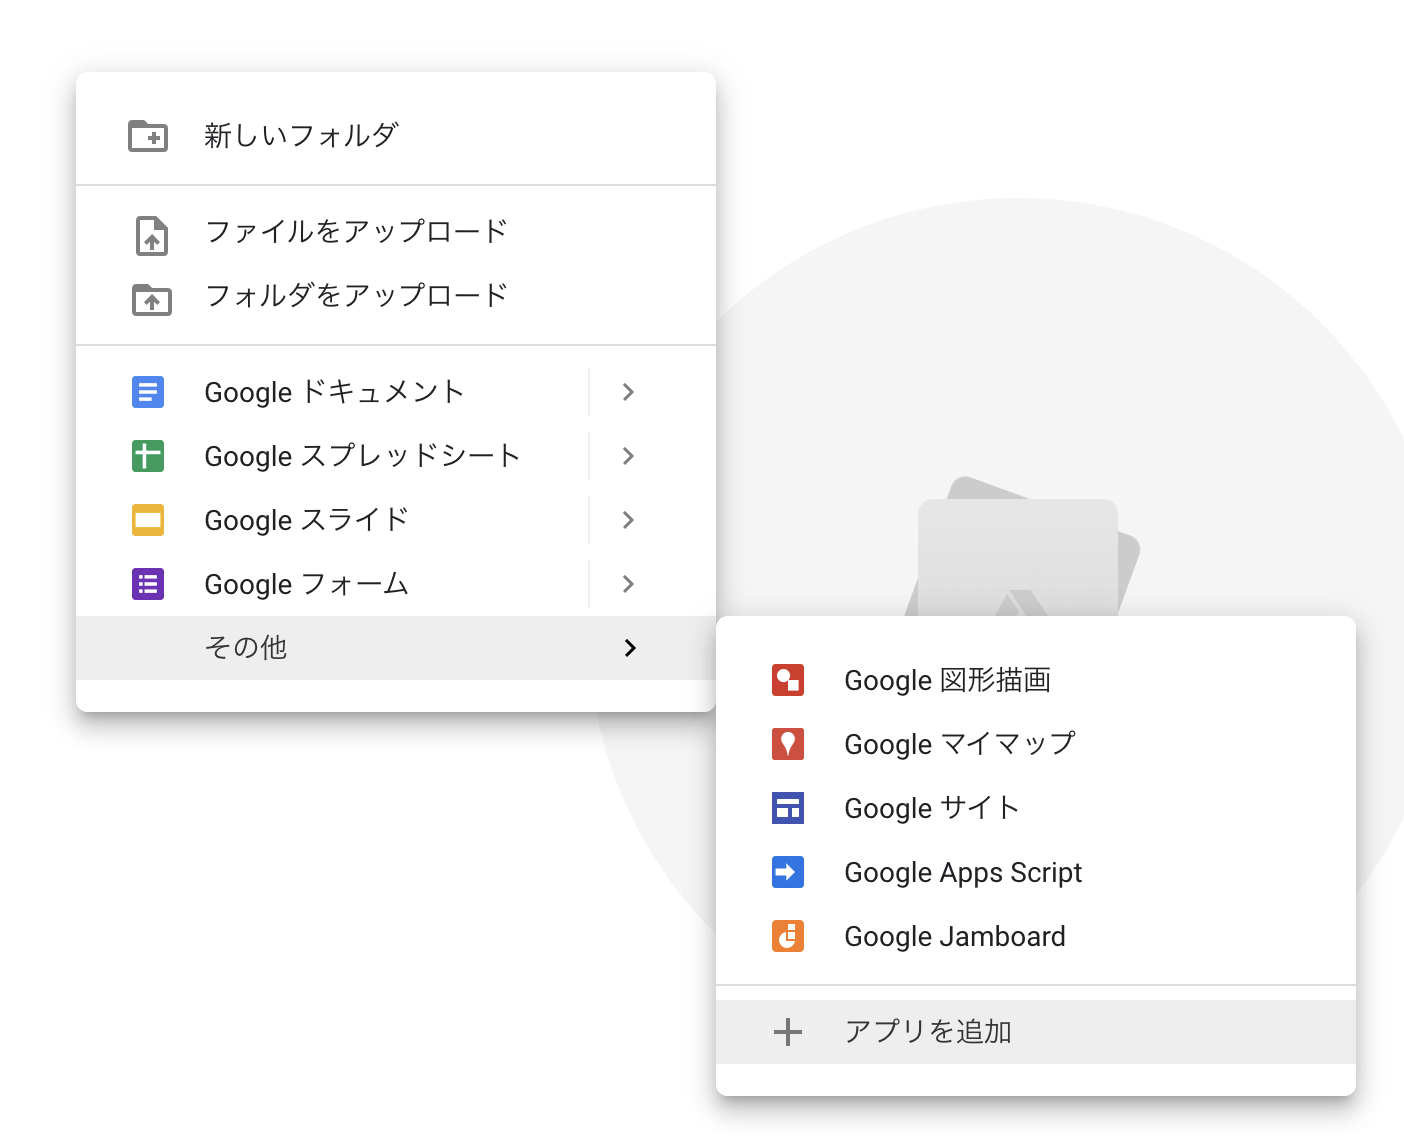 新しいフォルダ
ファイルをアップロード
フォルダをアップロード
Google ドキュメント
Google スプレッドシート
Google スライド
Google フォーム
その他
Google 図形描画
Google マイマップ
Google サイト
Google Apps Script
Google Jamboard
アプリを追加